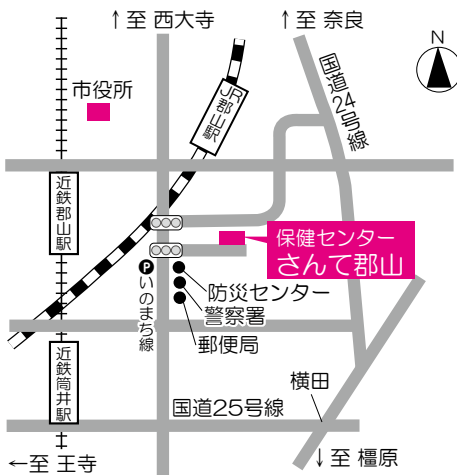 ↑至 西大寺
↑至 奈良
N
市役所
JR郡山駅
国道24号線
近鉄郡山駅
保健センター
さんて郡山
P
いのまち線
防災センター
警察署
郵便局
近鉄筒井駅
横田
国道25号線
←至 王寺
↓至 橿原